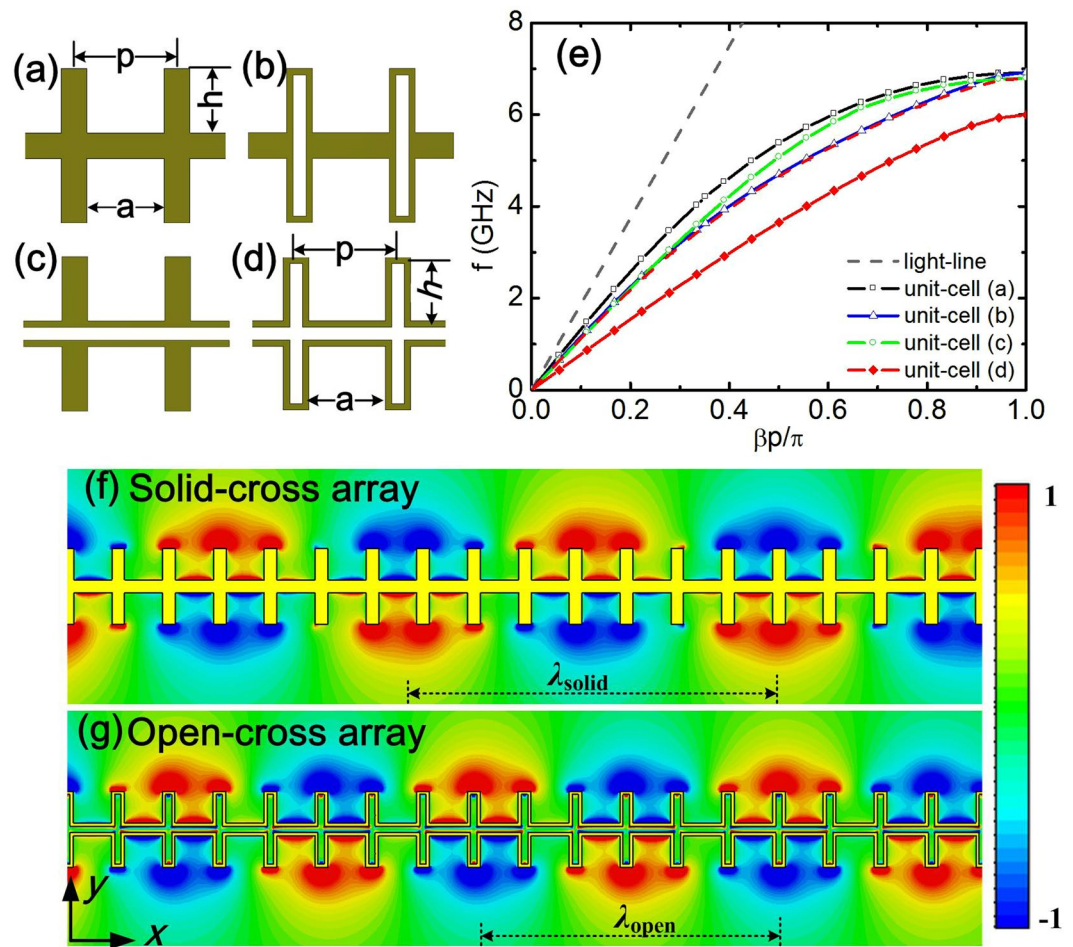 (a)
p
h
a
(b)
(c)
(d)
p
h
a
(e)
f (GHz)
8
6
4
2
0
0.0 0.2 0.4 0.6 0.8 1.0
βp/π
light-line
unit-cell (a)
unit-cell (b)
unit-cell (c)
unit-cell (d)
(f) Solid-cross array
λsolid
(g) Open-cross array
λopen
y
x
1
-1